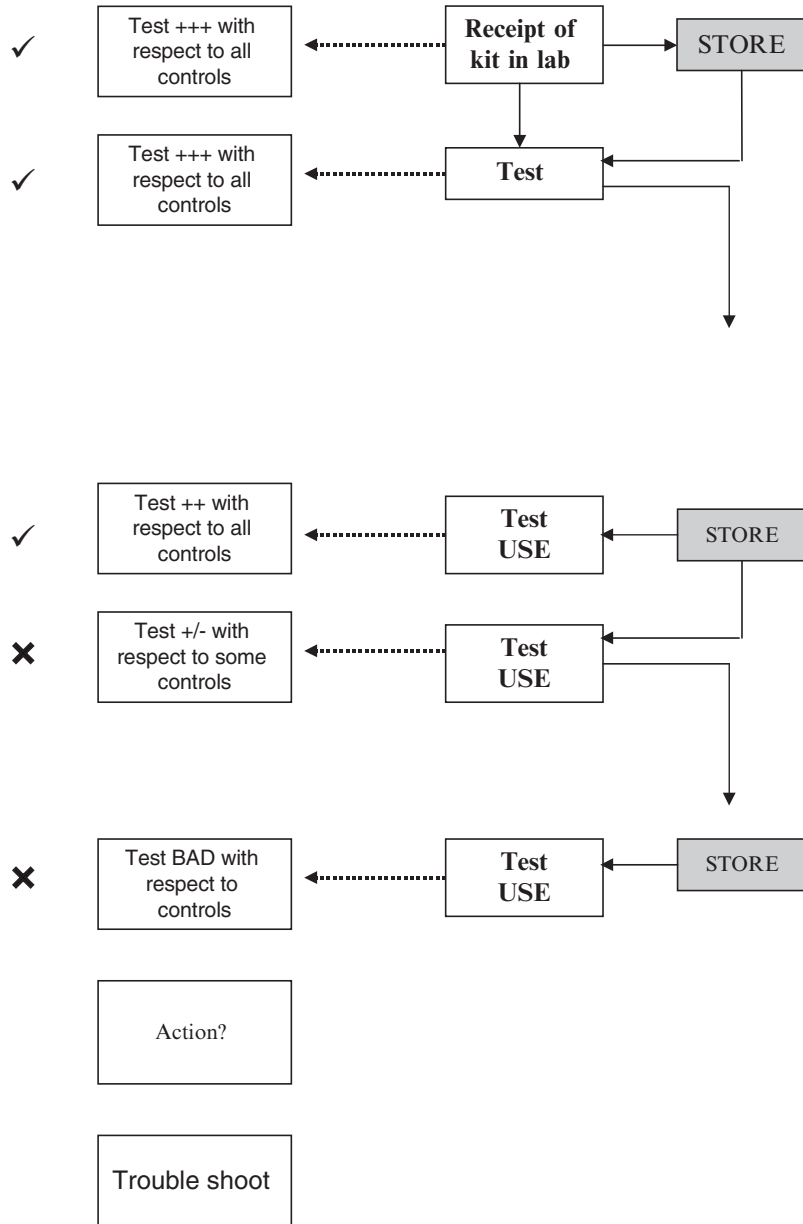 ✓
Test +++ with
respect to all
controls
Receipt of
kit in lab
STORE
✓
Test +++ with
respect to all
controls
Test
✓
Test ++ with
respect to all
controls
Test
USE
STORE
✖
Test +/- with
respect to some
controls
Test
USE
✖
Test BAD with
respect to
controls
Test
USE
STORE
Action?
Trouble shoot